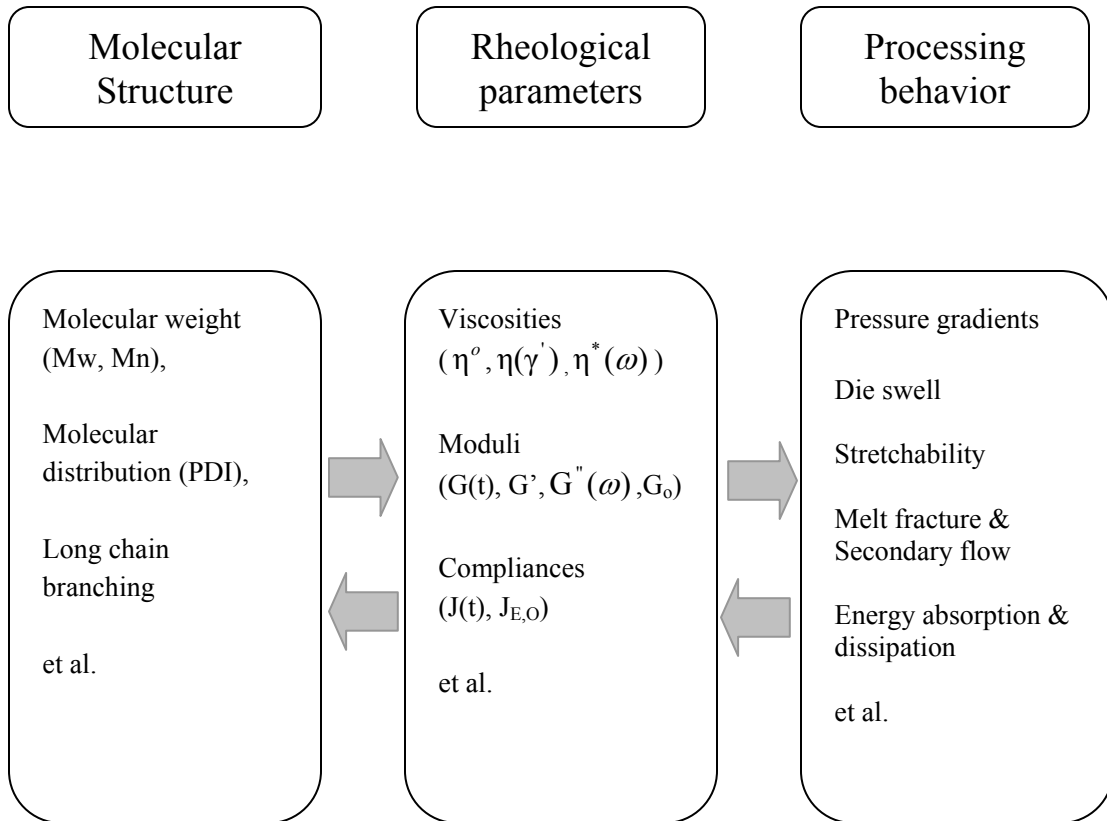 Molecular
Structure
Rheological
parameters
Processing
behavior
Molecular weight
(Mw, Mn),
Molecular
distribution (PDI),
Long chain
branching
et al.
Viscosities
( η°, η(γ'), η*(ω) )
Moduli
(G(t), G’, G"(ω) ,Gₒ)
Compliances
(J(t), J_E,O)
et al.
Pressure gradients
Die swell
Stretchability
Melt fracture &
Secondary flow
Energy absorption &
dissipation
et al.